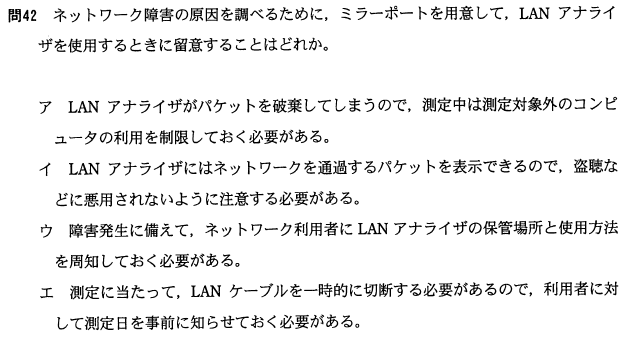 問42 ネットワーク障害の原因を調べるために，ミラーポートを用意して，LAN アナライ
ザを使用するときに留意することはどれか。
ア LAN アナライザがパケットを破棄してしまうので，測定中は測定対象外のコンピ
ュータの利用を制限しておく必要がある。
イ LAN アナライザにはネットワークを通過するパケットを表示できるので，盗聴な
どに悪用されないように注意する必要がある。
ウ 障害発生に備えて，ネットワーク利用者に LAN アナライザの保管場所と使用方法
を周知しておく必要がある。
エ 測定に当たって，LAN ケーブルを一時的に切断する必要があるので，利用者に対
して測定日を事前に知らせておく必要がある。